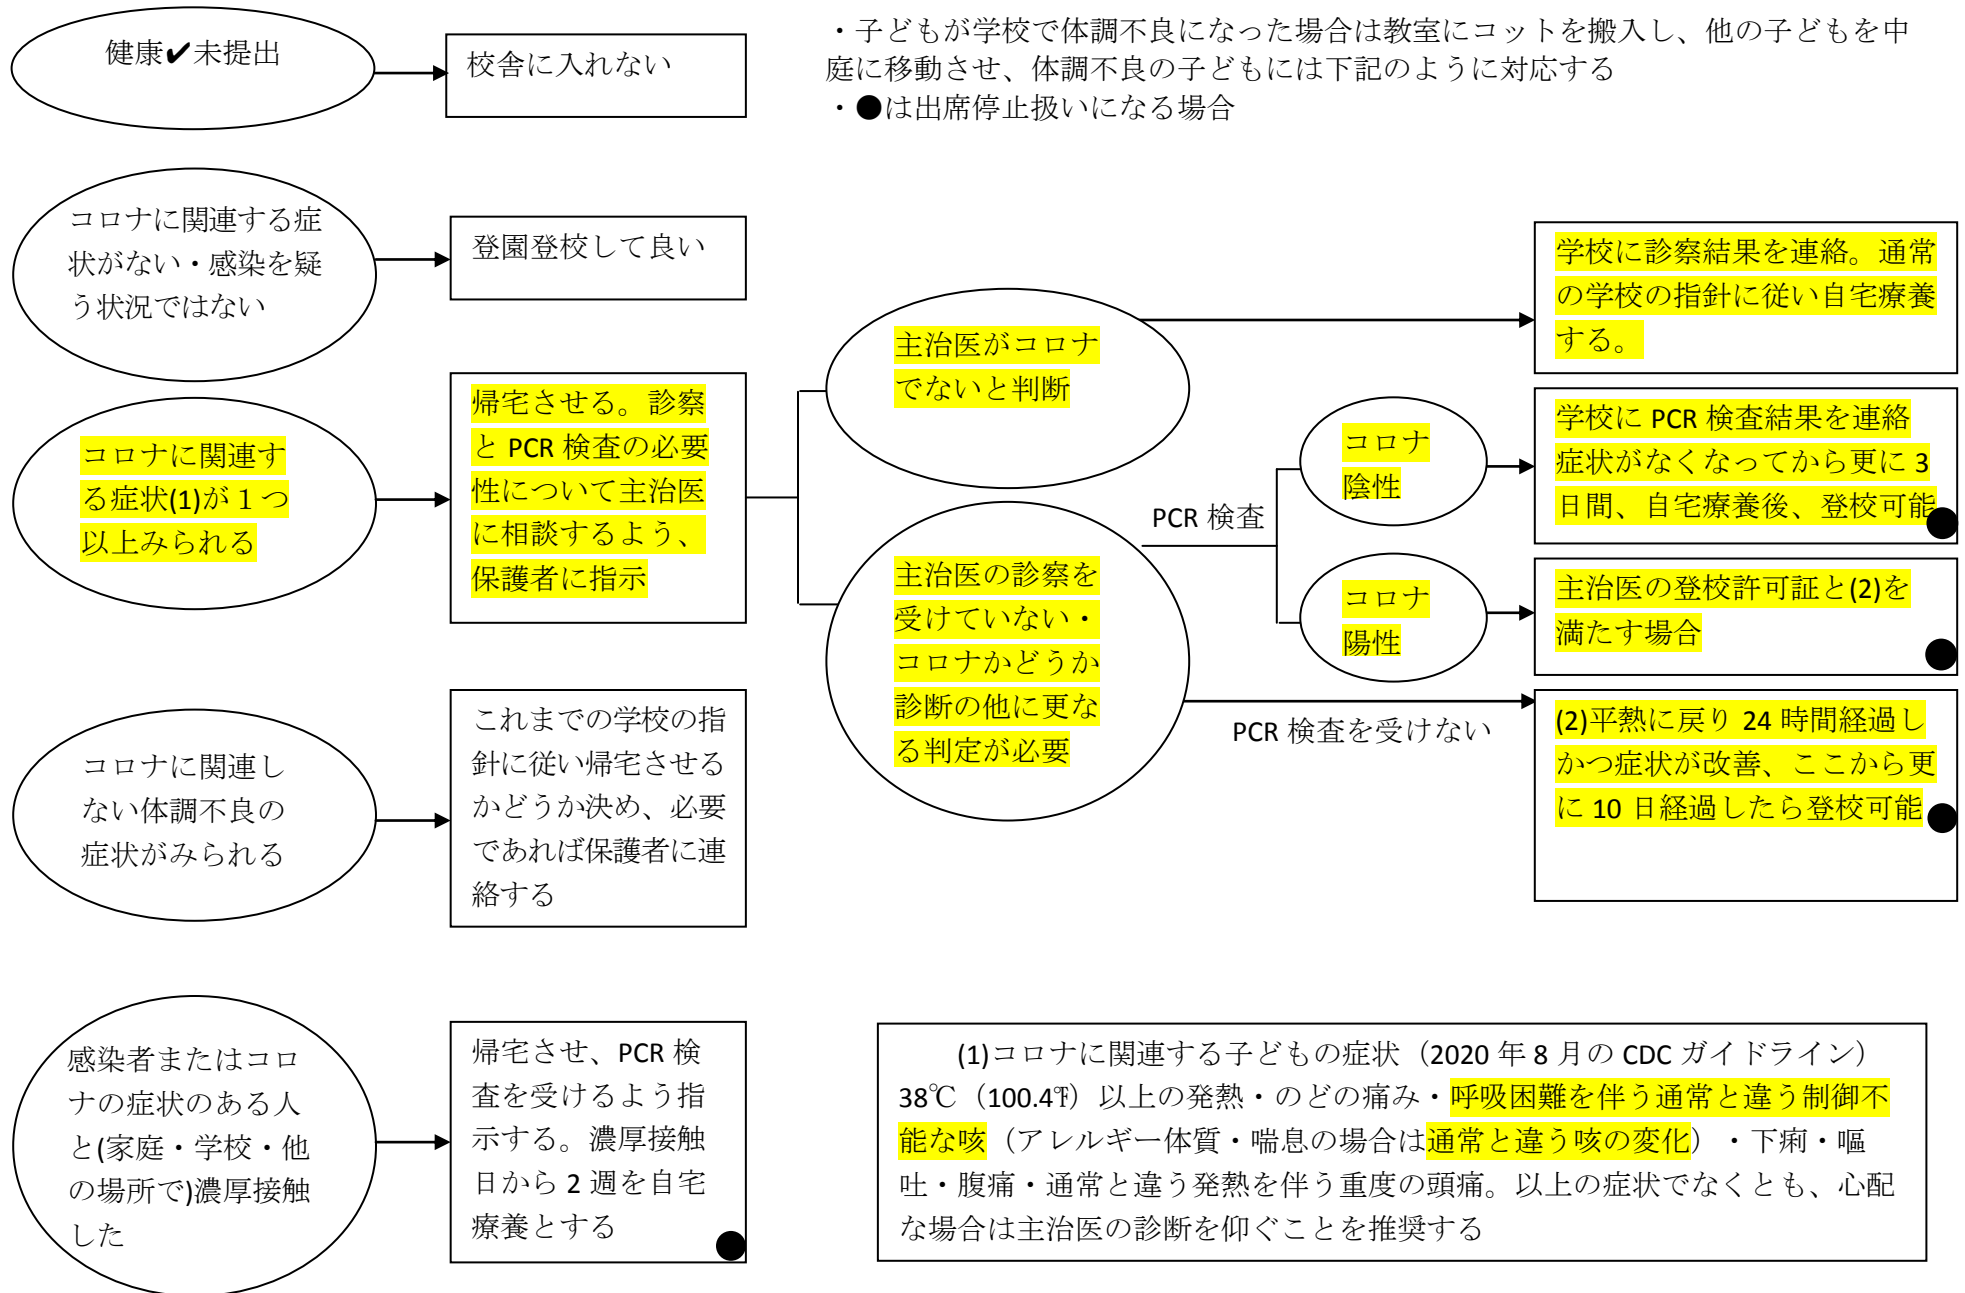 健康✔未提出
校舎に入れない
・子どもが学校で体調不良になった場合は教室にコットを搬入し、他の子どもを中
庭に移動させ、体調不良の子どもには下記のように対応する
・●は出席停止扱いになる場合
コロナに関連する症
状がない・感染を疑
う状況ではない
登園登校して良い
コロナに関連す
る症状(1)が１つ
以上みられる
帰宅させる。診察
と PCR 検査の必要
性について主治医
に相談するよう、
保護者に指示
主治医がコロナ
でないと判断
学校に診察結果を連絡。通常
の学校の指針に従い自宅療養
する。
主治医の診察を
受けていない・
コロナかどうか
診断の他に更な
る判定が必要
PCR 検査
コロナ
陰性
学校に PCR 検査結果を連絡
症状がなくなってから更に 3
日間、自宅療養後、登校可能
コロナ
陽性
主治医の登校許可証と(2)を
満たす場合
PCR 検査を受けない
(2)平熱に戻り 24 時間経過し
かつ症状が改善、ここから更
に 10 日経過したら登校可能
コロナに関連し
ない体調不良の
症状がみられる
これまでの学校の指
針に従い帰宅させる
かどうか決め、必要
であれば保護者に連
絡する
感染者またはコロ
ナの症状のある人
と(家庭・学校・他
の場所で)濃厚接触
した
帰宅させ、PCR 検
査を受けるよう指
示する。濃厚接触
日から 2 週を自宅
療養とする
(1)コロナに関連する子どもの症状（2020 年 8 月の CDC ガイドライン）
38℃（100.4℉）以上の発熱・のどの痛み・呼吸困難を伴う通常と違う制御不
能な咳（アレルギー体質・喘息の場合は通常と違う咳の変化）・下痢・嘔
吐・腹痛・通常と違う発熱を伴う重度の頭痛。以上の症状でなくとも、心配
な場合は主治医の診断を仰ぐことを推奨する